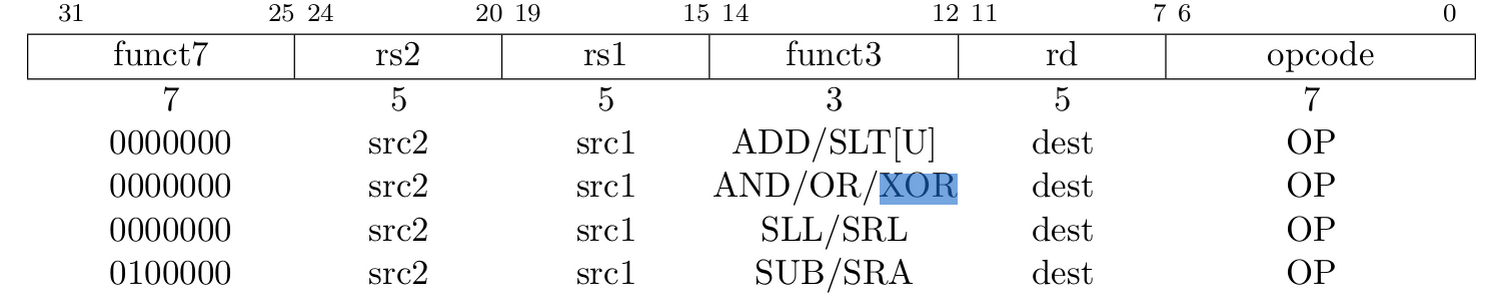 31 25 24 20 19 15 14 12 11 7 6 0
funct7 rs2 rs1 funct3 rd opcode
7 5 5 3 5 7
0000000 src2 src1 ADD/SLT[U] dest OP
0000000 src2 src1 AND/OR/XOR dest OP
0000000 src2 src1 SLL/SRL dest OP
0100000 src2 src1 SUB/SRA dest OP